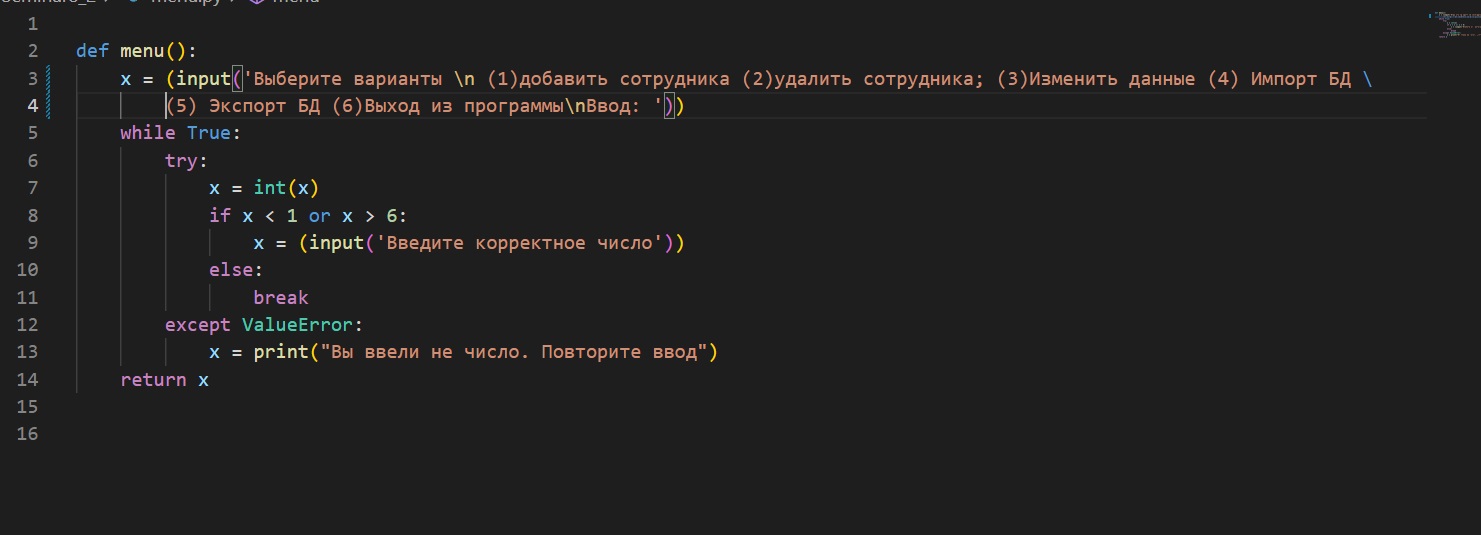 menu.py > menu
1
2 def menu():
3 x = (input('Выберите варианты \n (1)добавить сотрудника (2)удалить сотрудника; (3)Изменить данные (4) Импорт БД \
4 (5) Экспорт БД (6)Выход из программы\nВвод: '))
5 while True:
6 try:
7 x = int(x)
8 if x < 1 or x > 6:
9 x = (input('Введите корректное число'))
10 else:
11 break
12 except ValueError:
13 x = print("Вы ввели не число. Повторите ввод")
14 return x
15
16